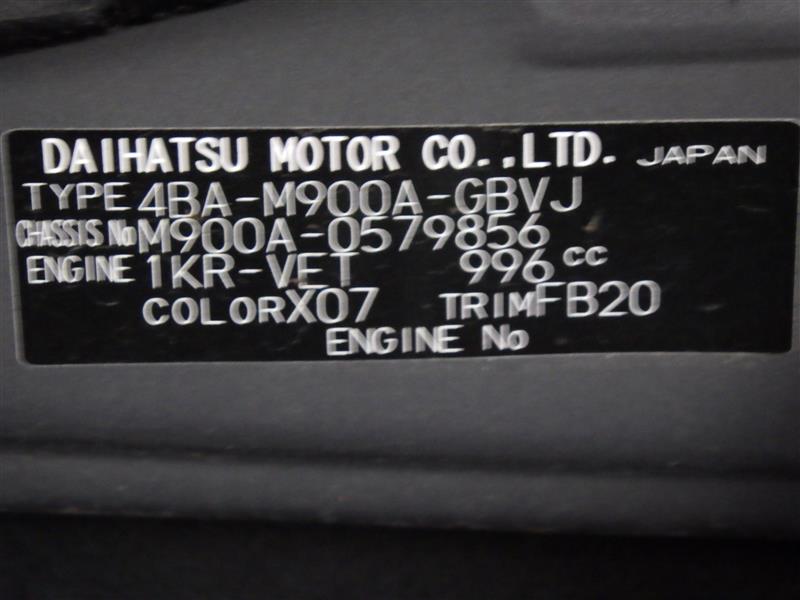 DAIHATSU MOTOR CO.,LTD. JAPAN
TYPE 4BA-M900A-GBVJ
CHASSIS No M900A-0579856
ENGINE 1KR-VET 996 cc
COLOR X07 TRIM FB20
ENGINE No